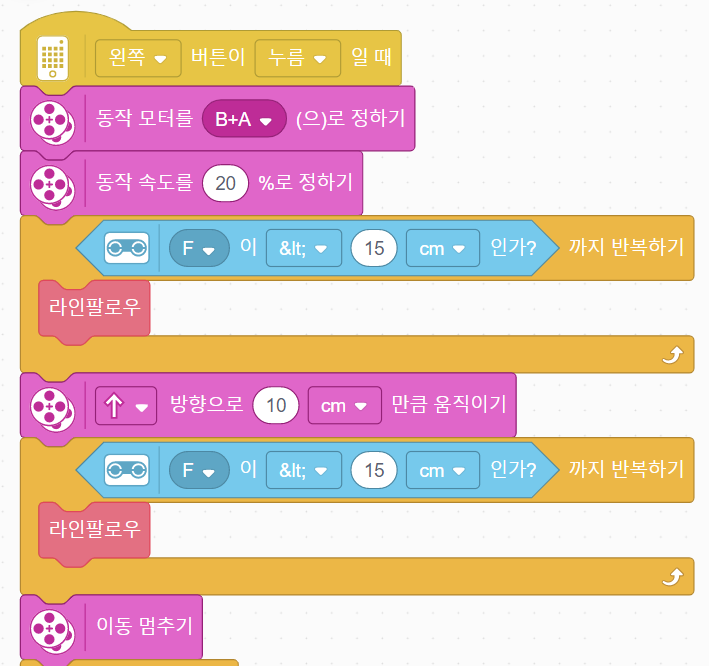 왼쪽 버튼이 누름 일 때
동작 모터를 B+A (으)로 정하기
동작 속도를 20 %로 정하기
F 이 &lt; 15 cm 인가? 까지 반복하기
라인팔로우
방향으로 10 cm 만큼 움직이기
F 이 &lt; 15 cm 인가? 까지 반복하기
라인팔로우
이동 멈추기